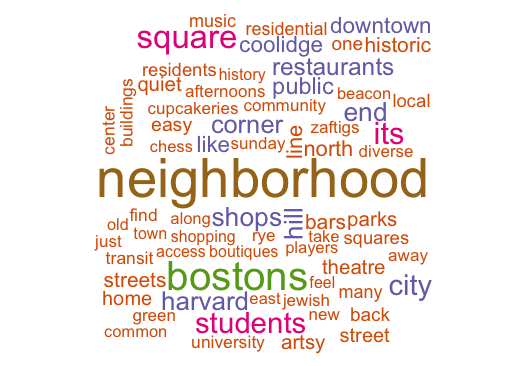 music
square residential downtown
coolidge one historic
residents history restaurants
quiet afternoons public beacon
center buildings cupcakeries community end local
easy corner zaftigs its
chess like sunday line north diverse
neighborhood
old find along shops hill bars parks
just town shopping rye players take squares
transit access boutiques away
streets bostons feel theatre
home harvard east jewish many city
green students new back
common university artsy street